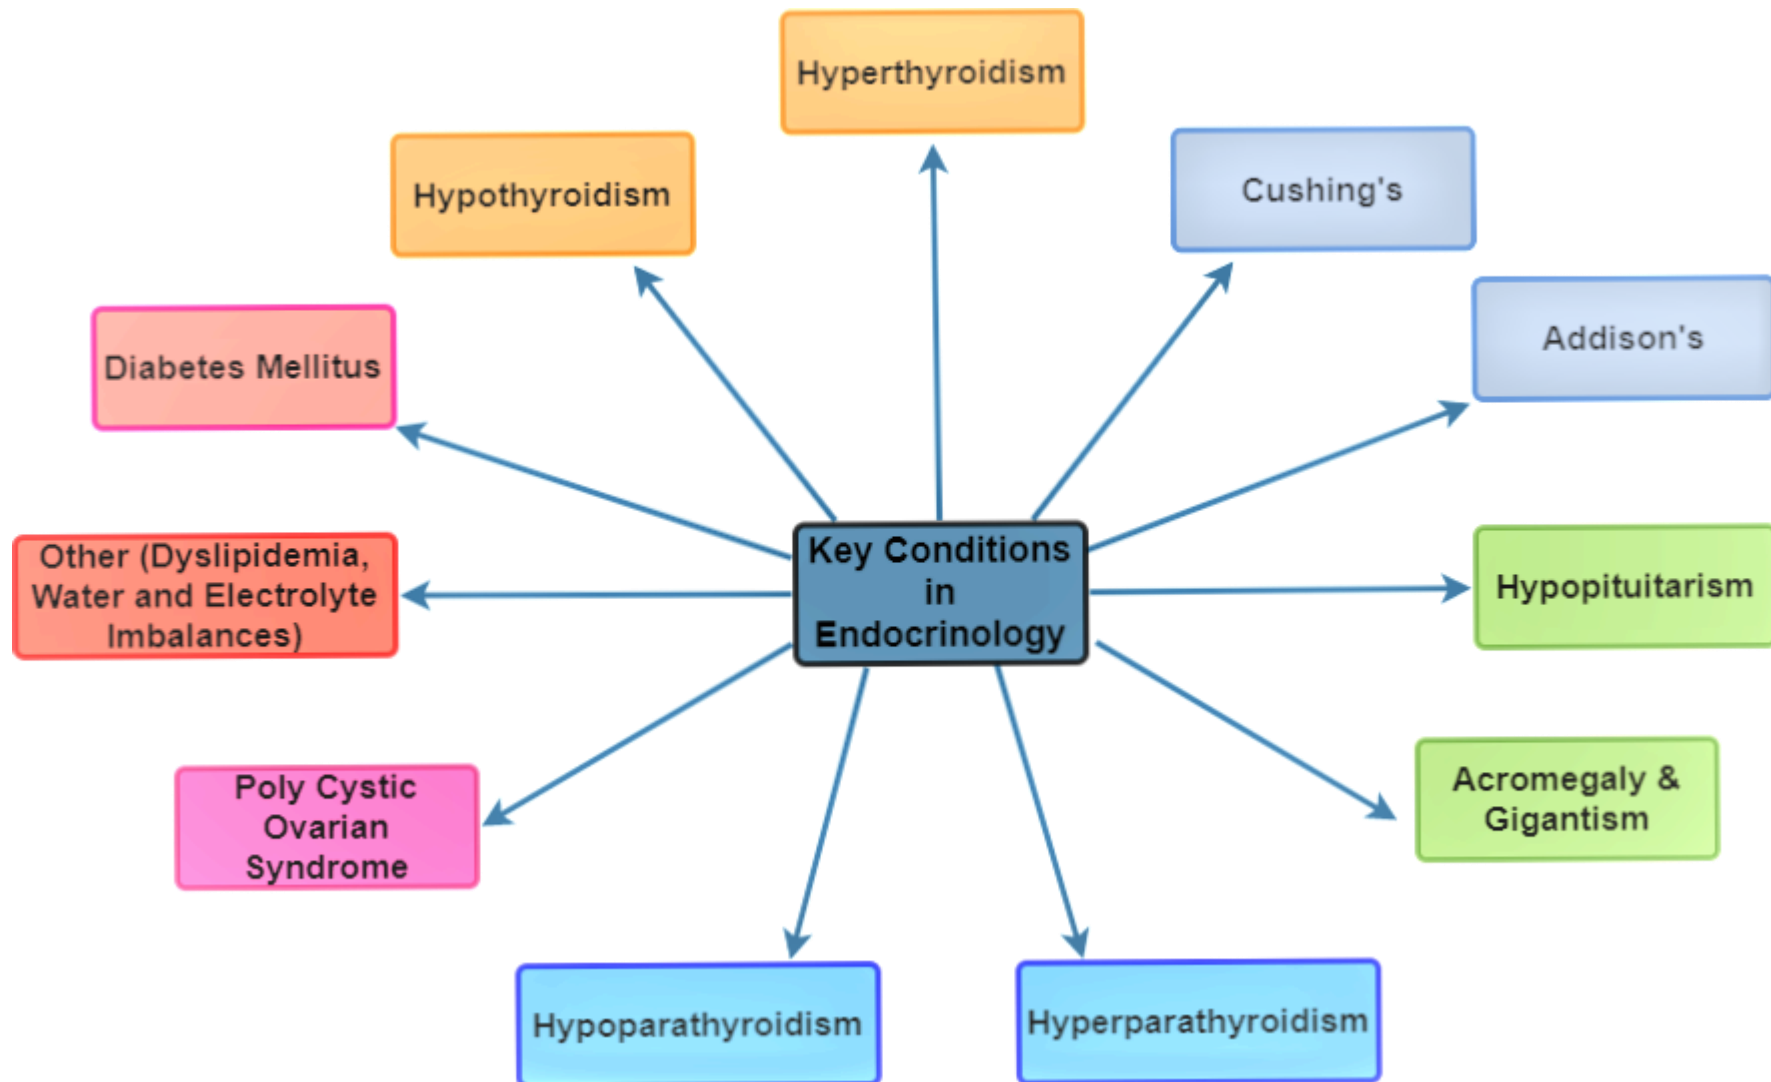 Hyperthyroidism
Hypothyroidism
Cushing's
Addison's
Diabetes Mellitus
Key Conditions
in
Endocrinology
Other (Dyslipidemia,
Water and Electrolyte
Imbalances)
Hypopituitarism
Poly Cystic
Ovarian
Syndrome
Acromegaly &
Gigantism
Hypoparathyroidism
Hyperparathyroidism